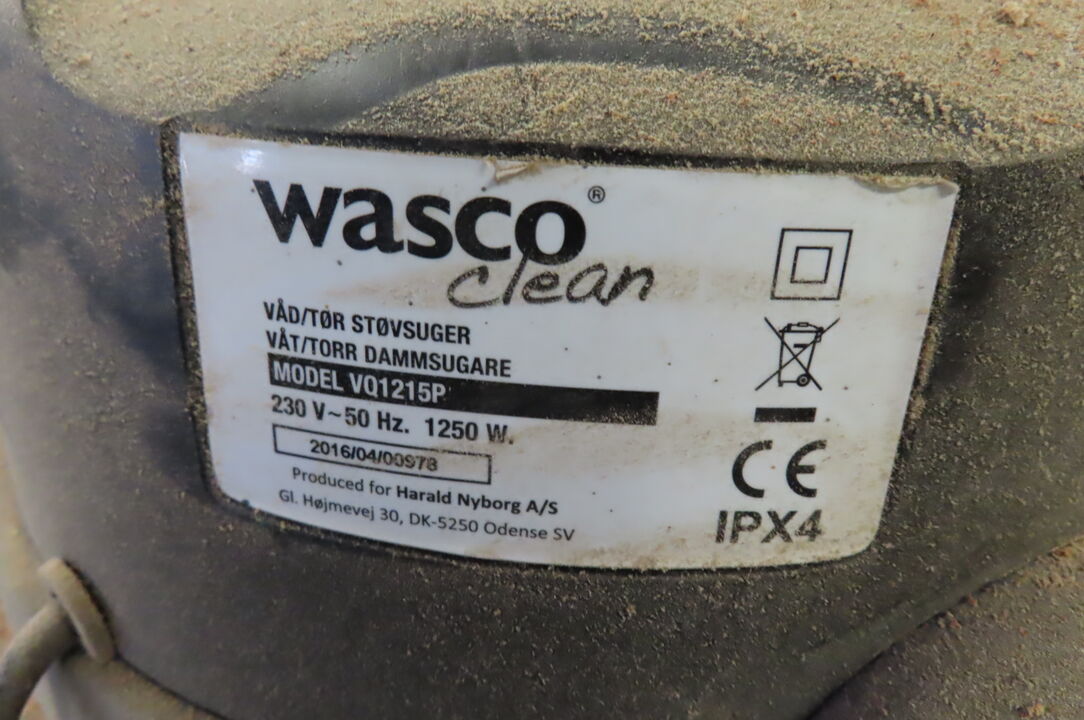 wasco®
clean
VÅD/TØR STØVSUGER
VÅT/TORR DAMMSUGARE
MODEL VQ1215P
230 V~50 Hz. 1250 W.
2016/04/00978
Produced for Harald Nyborg A/S
Gl. Højmevej 30, DK-5250 Odense SV
CE
IPX4